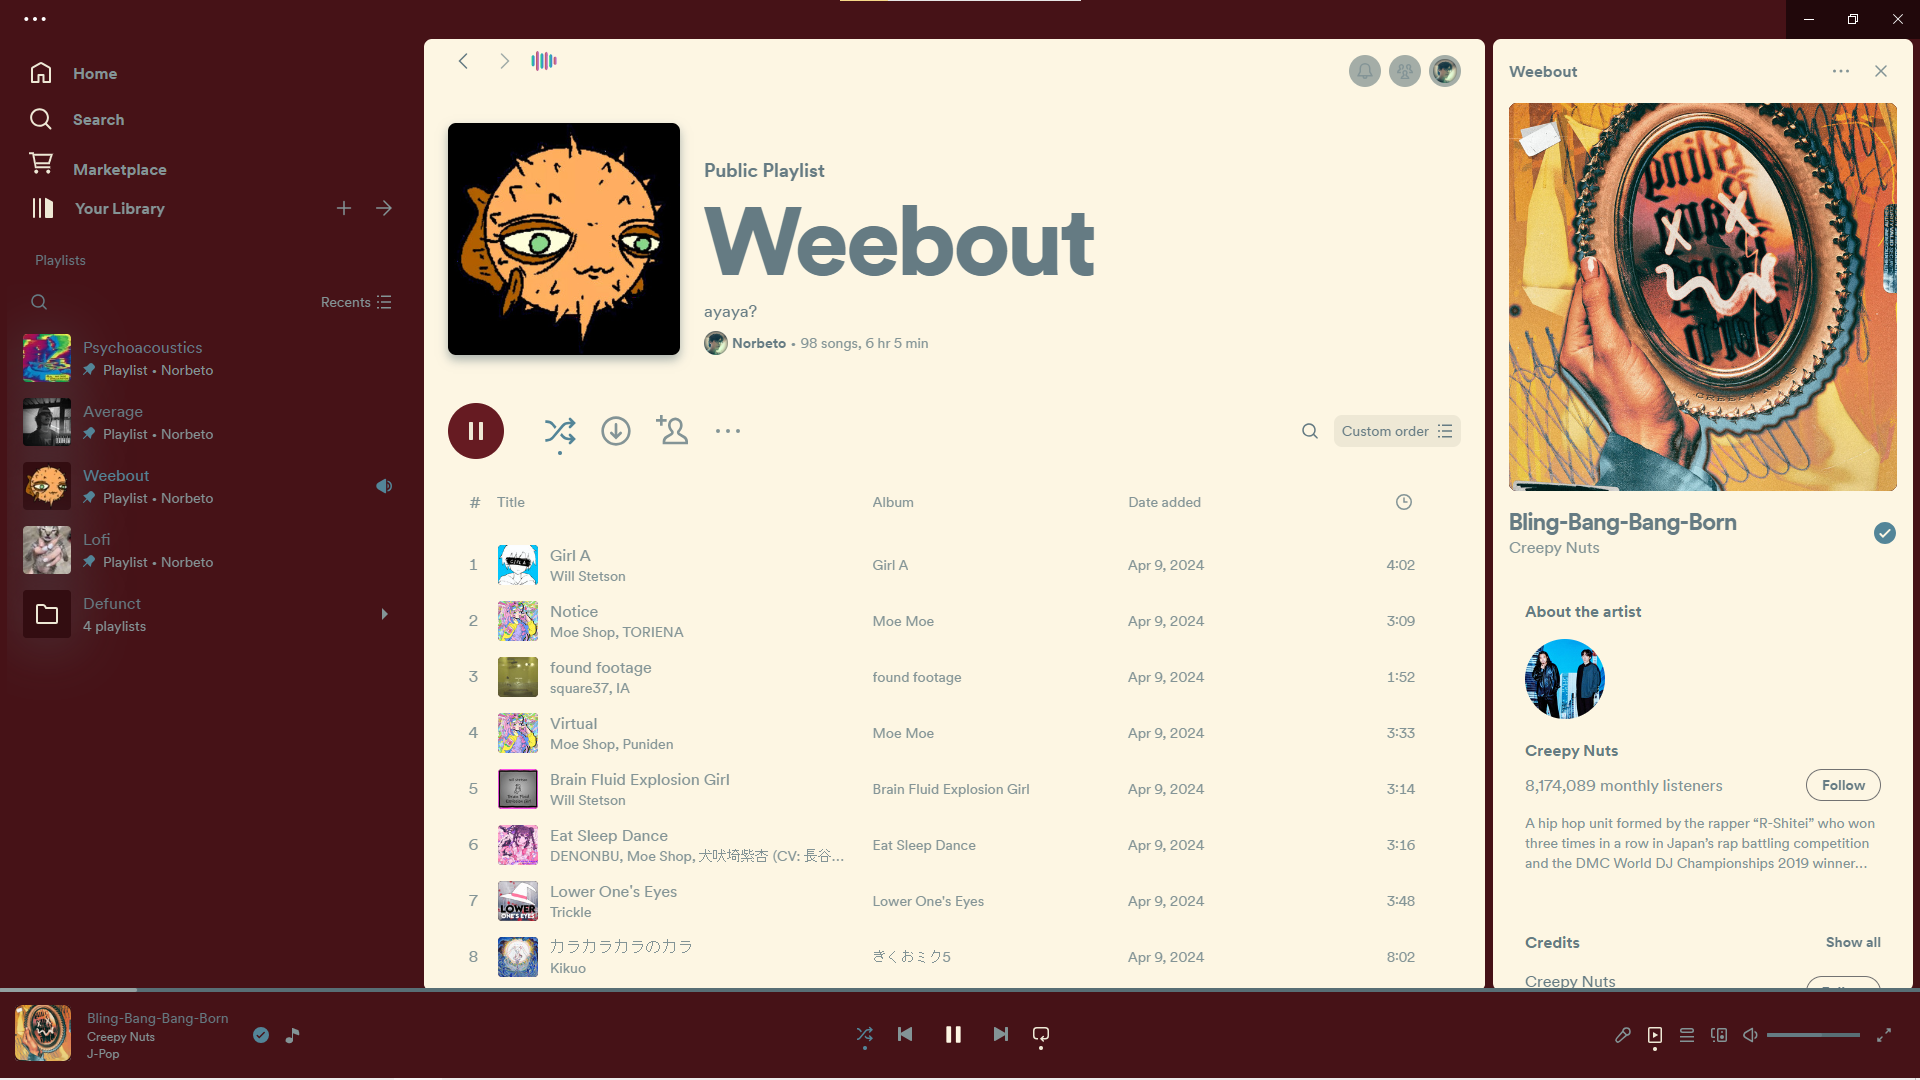 Home
Search
Marketplace
Your Library
Playlists
Recents
Psychoacoustics
Playlist • Norbeto
Average
Playlist • Norbeto
Weebout
Playlist • Norbeto
Lofi
Playlist • Norbeto
Defunct
4 playlists
Public Playlist
Weebout
ayaya?
Norbeto • 98 songs, 6 hr 5 min
Custom order
# Title Album Date added
1 Girl A Girl A Apr 9, 2024 4:02
Will Stetson
2 Notice Moe Moe Apr 9, 2024 3:09
Moe Shop, TORIENA
3 found footage found footage Apr 9, 2024 1:52
square37, IA
4 Virtual Moe Moe Apr 9, 2024 3:33
Moe Shop, Puniden
5 Brain Fluid Explosion Girl Brain Fluid Explosion Girl Apr 9, 2024 3:14
Will Stetson
6 Eat Sleep Dance Eat Sleep Dance Apr 9, 2024 3:16
DENONBU, Moe Shop, 犬吠埼紫杏 (CV: 長谷...
7 Lower One's Eyes Lower One's Eyes Apr 9, 2024 3:48
Trickle
LOWER
ONE'S EYES
8 カラカラカラのカラ きくおミク5 Apr 9, 2024 8:02
Kikuo
Weebout
Bling-Bang-Bang-Born
Creepy Nuts
About the artist
Creepy Nuts
8,174,089 monthly listeners
Follow
A hip hop unit formed by the rapper “R-Shitei” who won
three times in a row in Japan’s rap battling competition
and the DMC World DJ Championships 2019 winner...
Credits Show all
Creepy Nuts
Bling-Bang-Bang-Born
Creepy Nuts
J-Pop